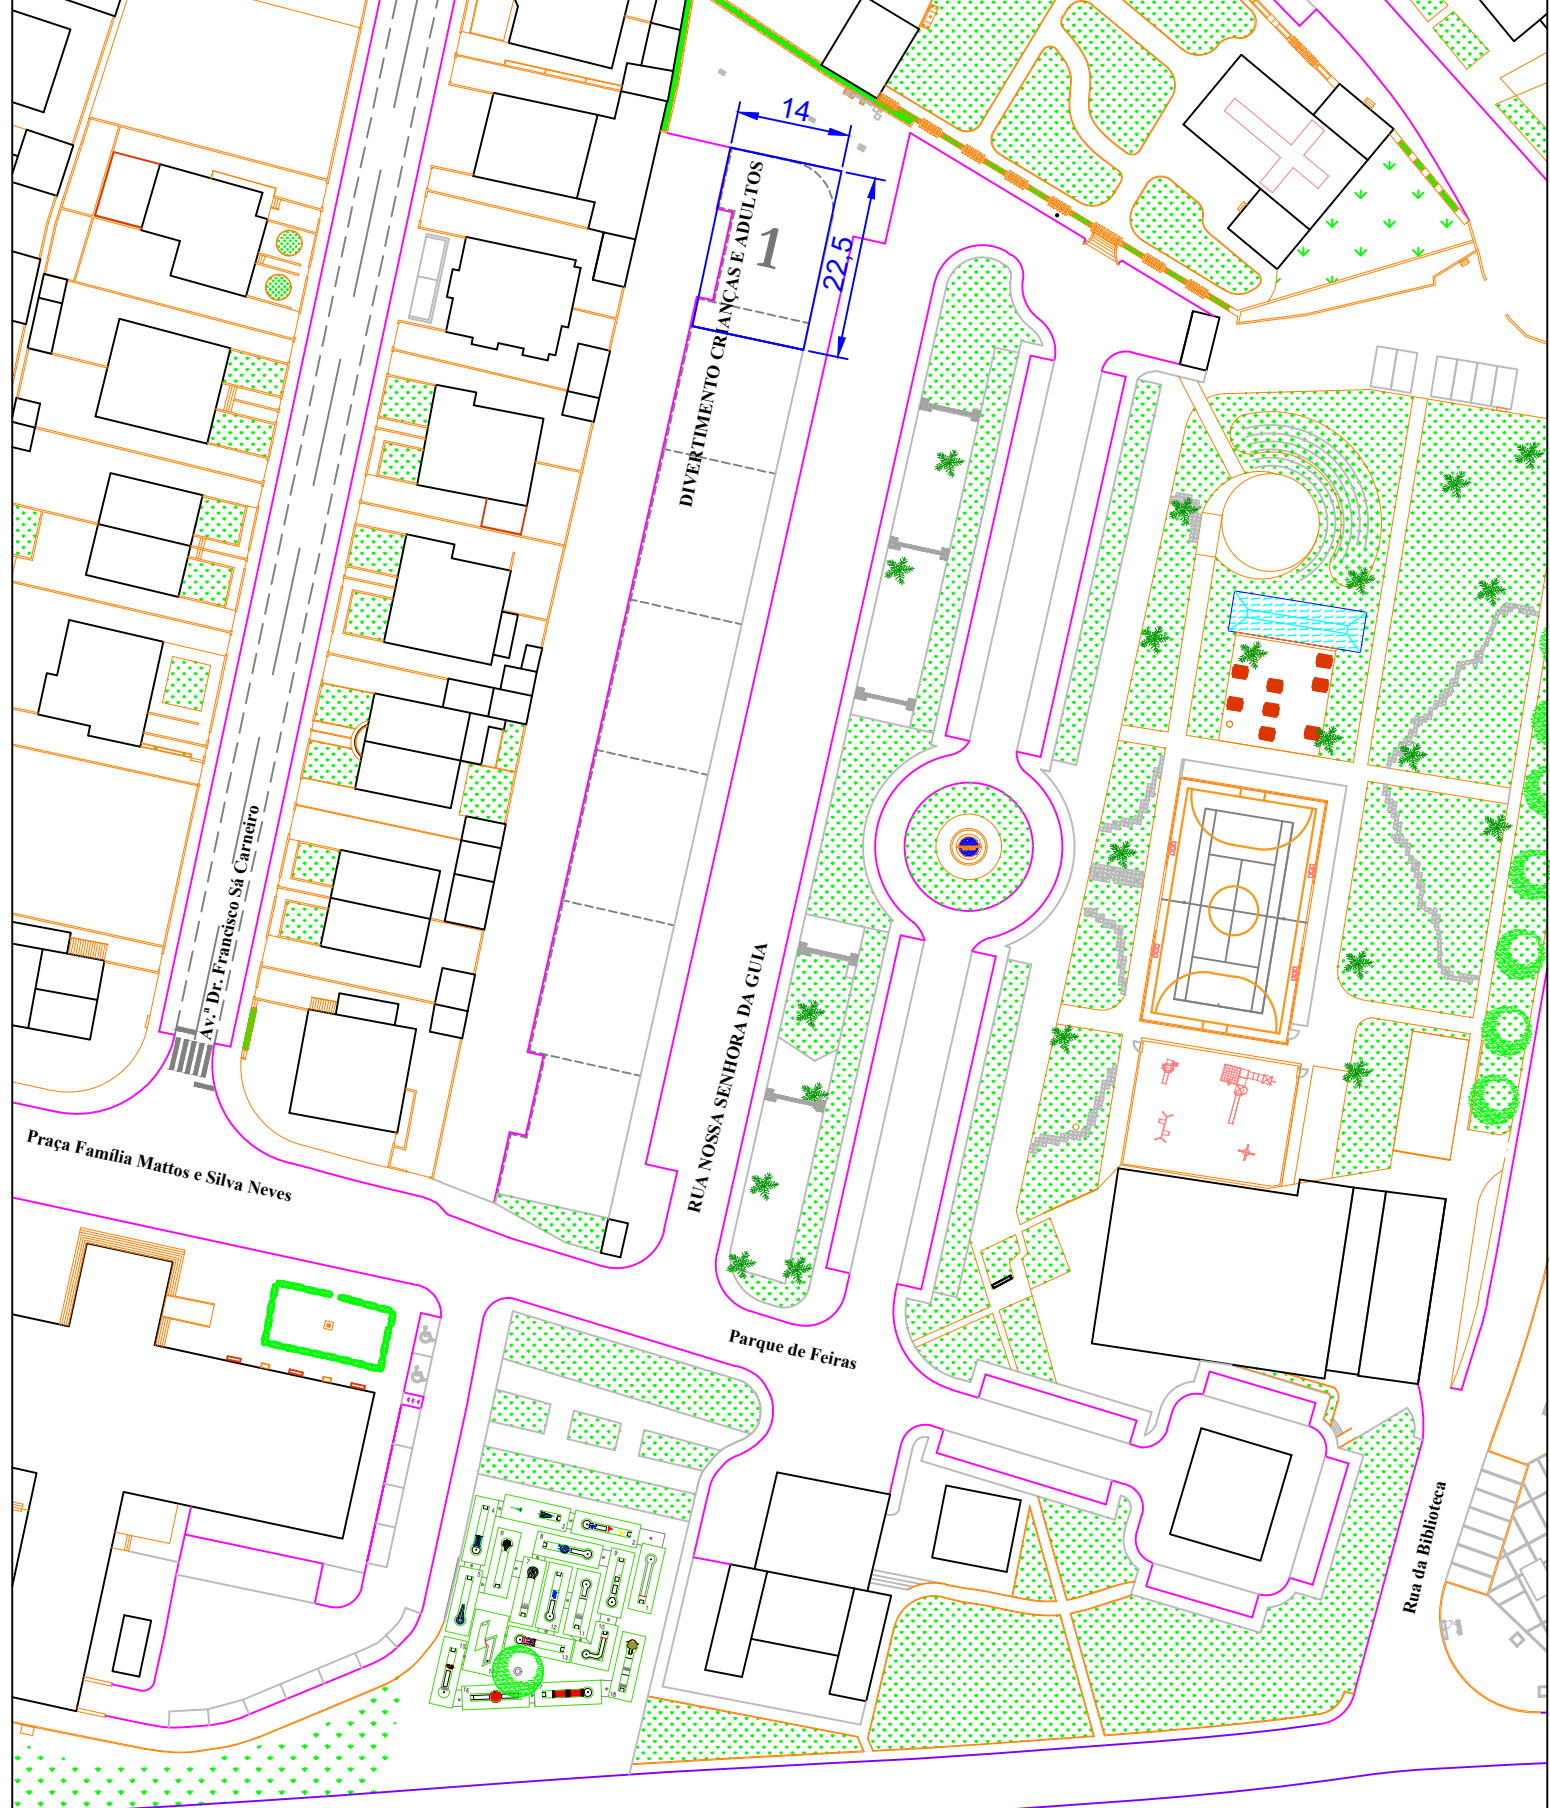 14
DIVERTIMENTO CRIANÇAS E ADULTOS
1
22,5
Av.ª Dr. Francisco Sá Carneiro
RUA NOSSA SENHORA DA GUIA
Praça Família Mattos e Silva Neves
Parque de Feiras
Rua da Biblioteca